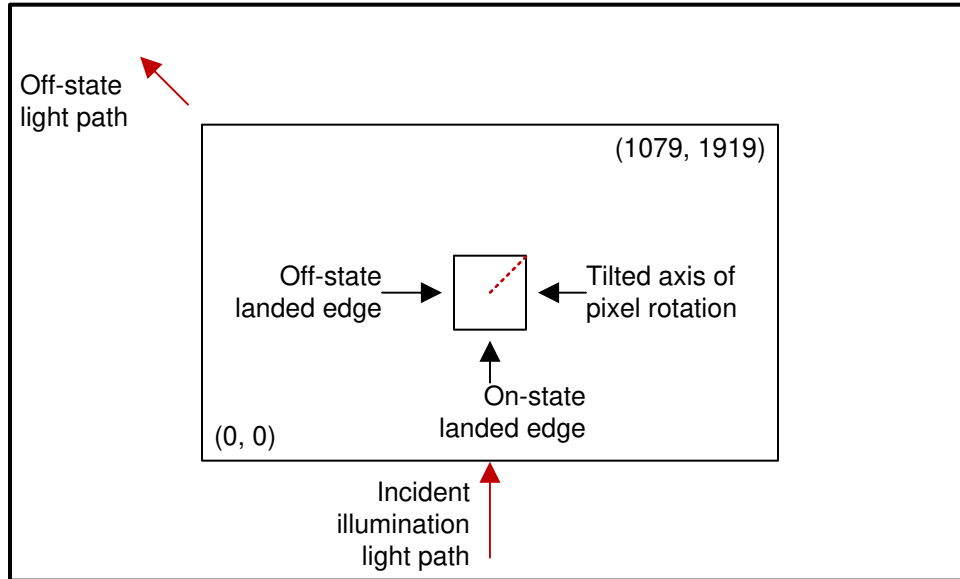 Off-state
light path
(1079, 1919)
Off-state
landed edge
Tilted axis of
pixel rotation
On-state
landed edge
(0, 0)
Incident
illumination
light path